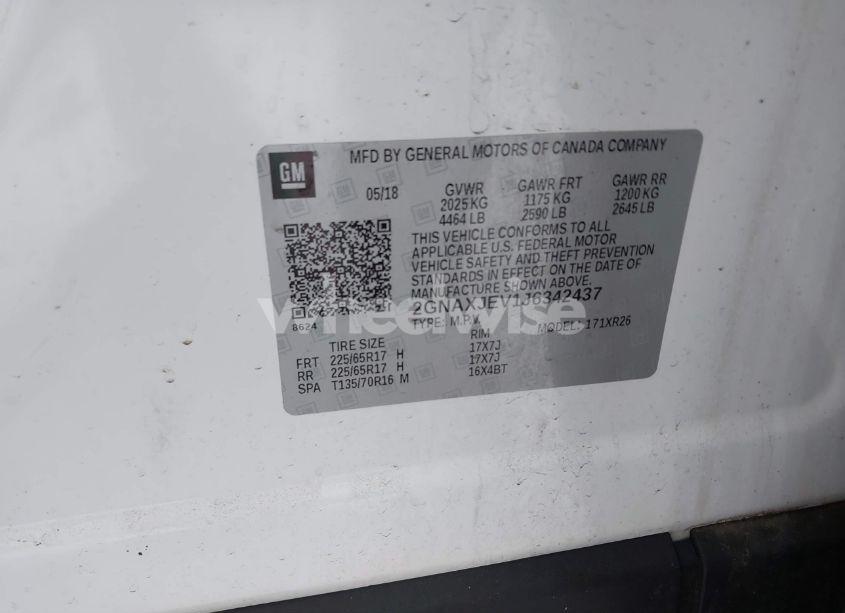 GM
MFD BY GENERAL MOTORS OF CANADA COMPANY
05/18 GVWR GAWR FRT GAWR RR
2025 KG 1175 KG 1200 KG
4464 LB 2590 LB 2645 LB
THIS VEHICLE CONFORMS TO ALL
APPLICABLE U.S. FEDERAL MOTOR
VEHICLE SAFETY AND THEFT PREVENTION
STANDARDS IN EFFECT ON THE DATE OF
MANUFACTURE SHOWN ABOVE.
2GNAXJEV1J6342437
wheelwise
8624 TYPE: M.P.V. MODEL: 171XR26
TIRE SIZE RIM
FRT 225/65R17 H 17X7J
RR 225/65R17 H 17X7J
SPA T135/70R16 M 16X4BT